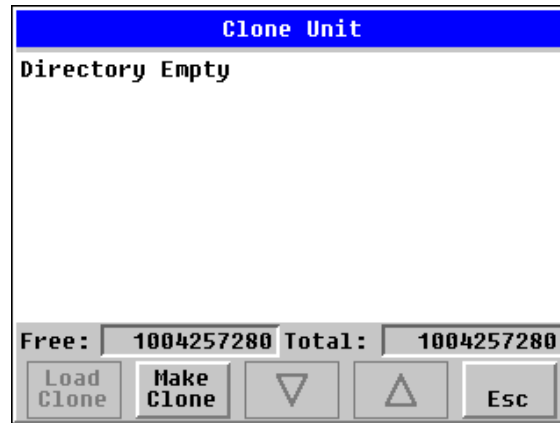 Clone Unit
Directory Empty
Free: 1004257280 Total: 1004257280
Load Clone
Make Clone
Esc